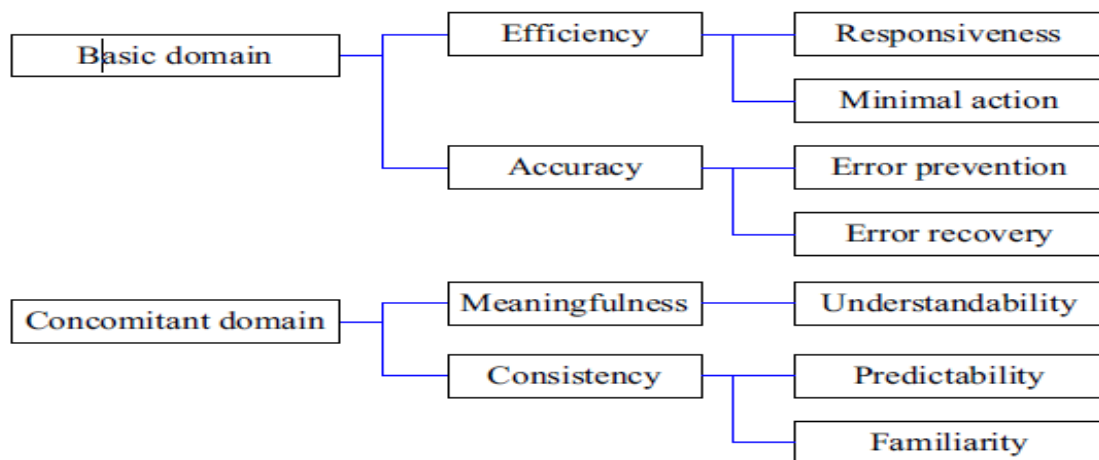 Efficiency
Responsiveness
Basic domain
Minimal action
Accuracy
Error prevention
Error recovery
Meaningfulness
Understandability
Concomitant domain
Consistency
Predictability
Familiarity